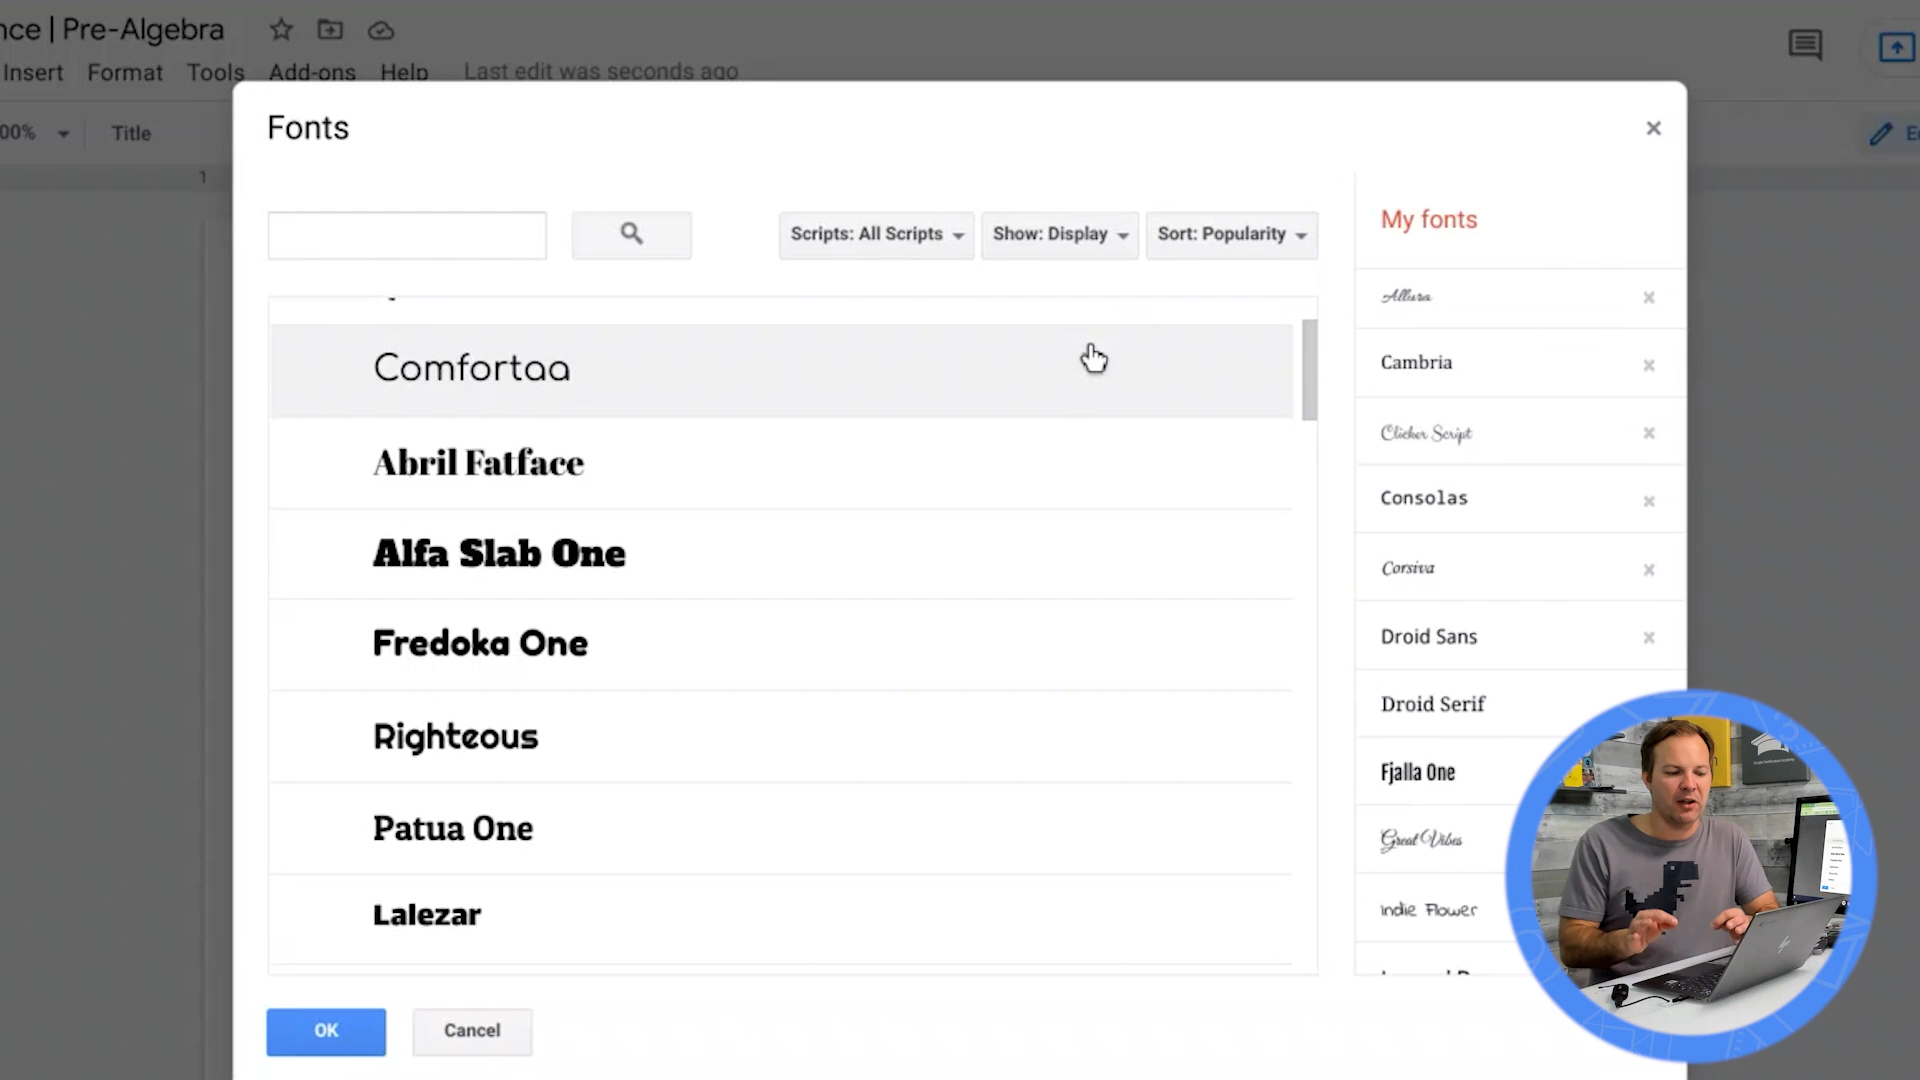 nce | Pre-Algebra
Insert Format Tools Add-ons Help Last edit was seconds ago
00% Title
1
Fonts
Scripts: All Scripts Show: Display Sort: Popularity
My fonts
Comfortaa
Abril Fatface
Alfa Slab One
Fredoka One
Righteous
Patua One
Lalezar
Allura
Cambria
Clicker Script
Consolas
Corsiva
Droid Sans
Droid Serif
Fjalla One
Great Vibes
Indie Flower
OK Cancel